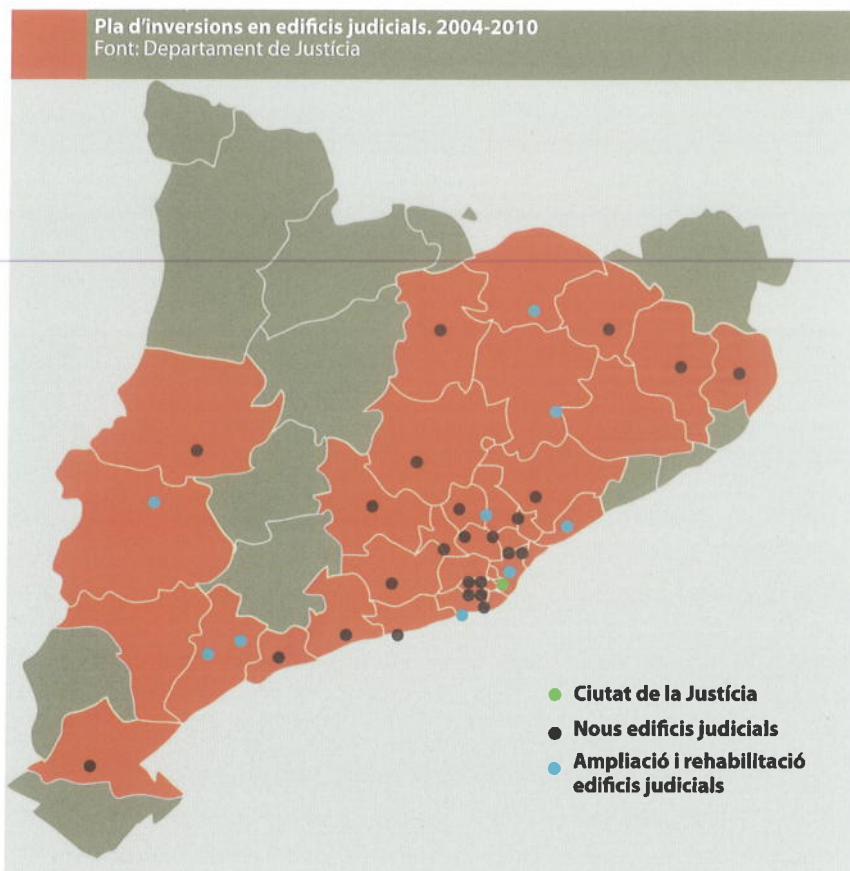 Pla d'inversions en edificis judicials. 2004-2010
Font: Departament de Justícia
Ciutat de la Justícia
Nous edificis judicials
Ampliació i rehabilitació
edificis judicials